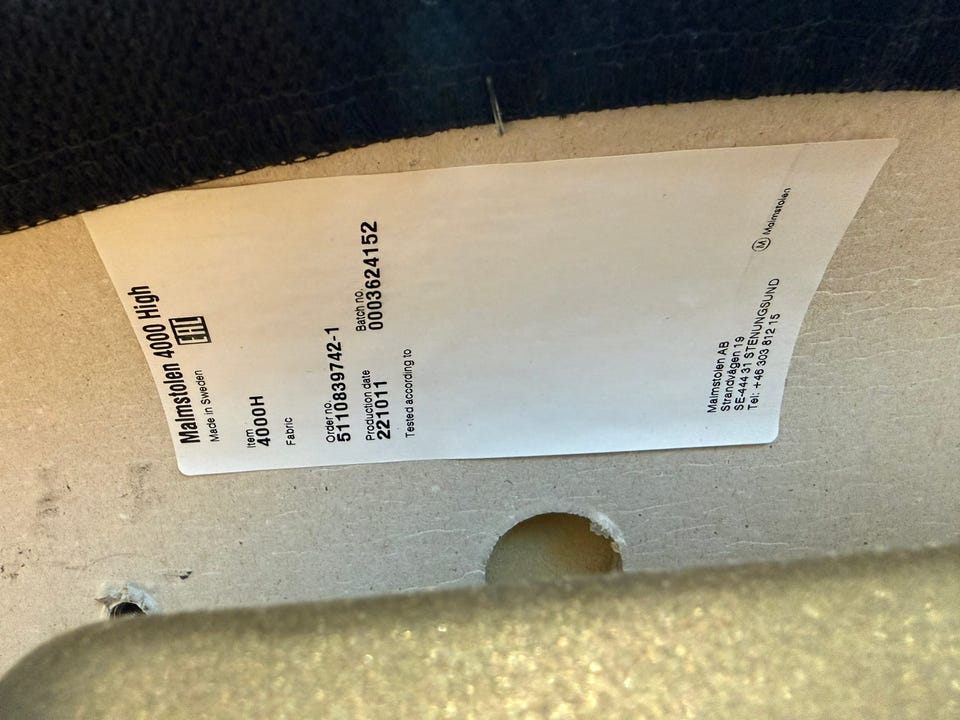 Malmstolen 4000 High
Made in Sweden EAC
Item
4000H
Fabric
Order no.
5110839742-1
Production date Batch no.
221011 0003624152
Tested according to
Malmstolen AB
Strandvägen 19
SE-444 31 STENUNGSUND
Tel: +46 303 812 15
M Malmstolen